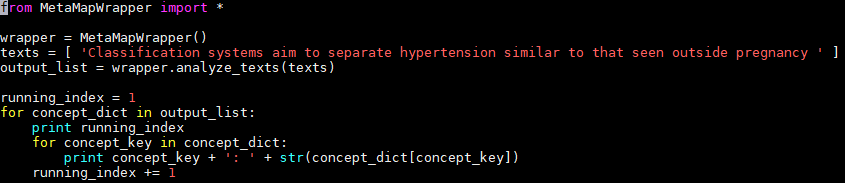 from MetaMapWrapper import *
wrapper = MetaMapWrapper()
texts = [ 'Classification systems aim to separate hypertension similar to that seen outside pregnancy ' ]
output_list = wrapper.analyze_texts(texts)
running_index = 1
for concept_dict in output_list:
    print running_index
    for concept_key in concept_dict:
        print concept_key + ': ' + str(concept_dict[concept_key])
    running_index += 1